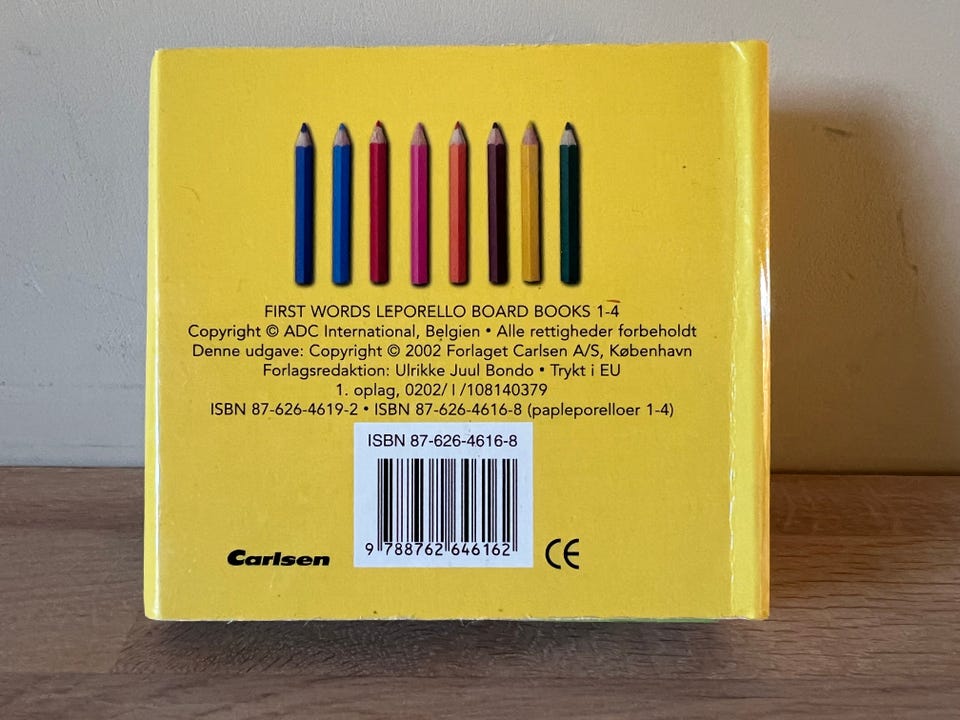 FIRST WORDS LEPORELLO BOARD BOOKS 1-4
Copyright © ADC International, Belgien • Alle rettigheder forbeholdt
Denne udgave: Copyright © 2002 Forlaget Carlsen A/S, København
Forlagsredaktion: Ulrikke Juul Bondo • Trykt i EU
1. oplag, 0202/ I /108140379
ISBN 87-626-4619-2 • ISBN 87-626-4616-8 (papleporelloer 1-4)
ISBN 87-626-4616-8
9 788762 646162
Carlsen
CE